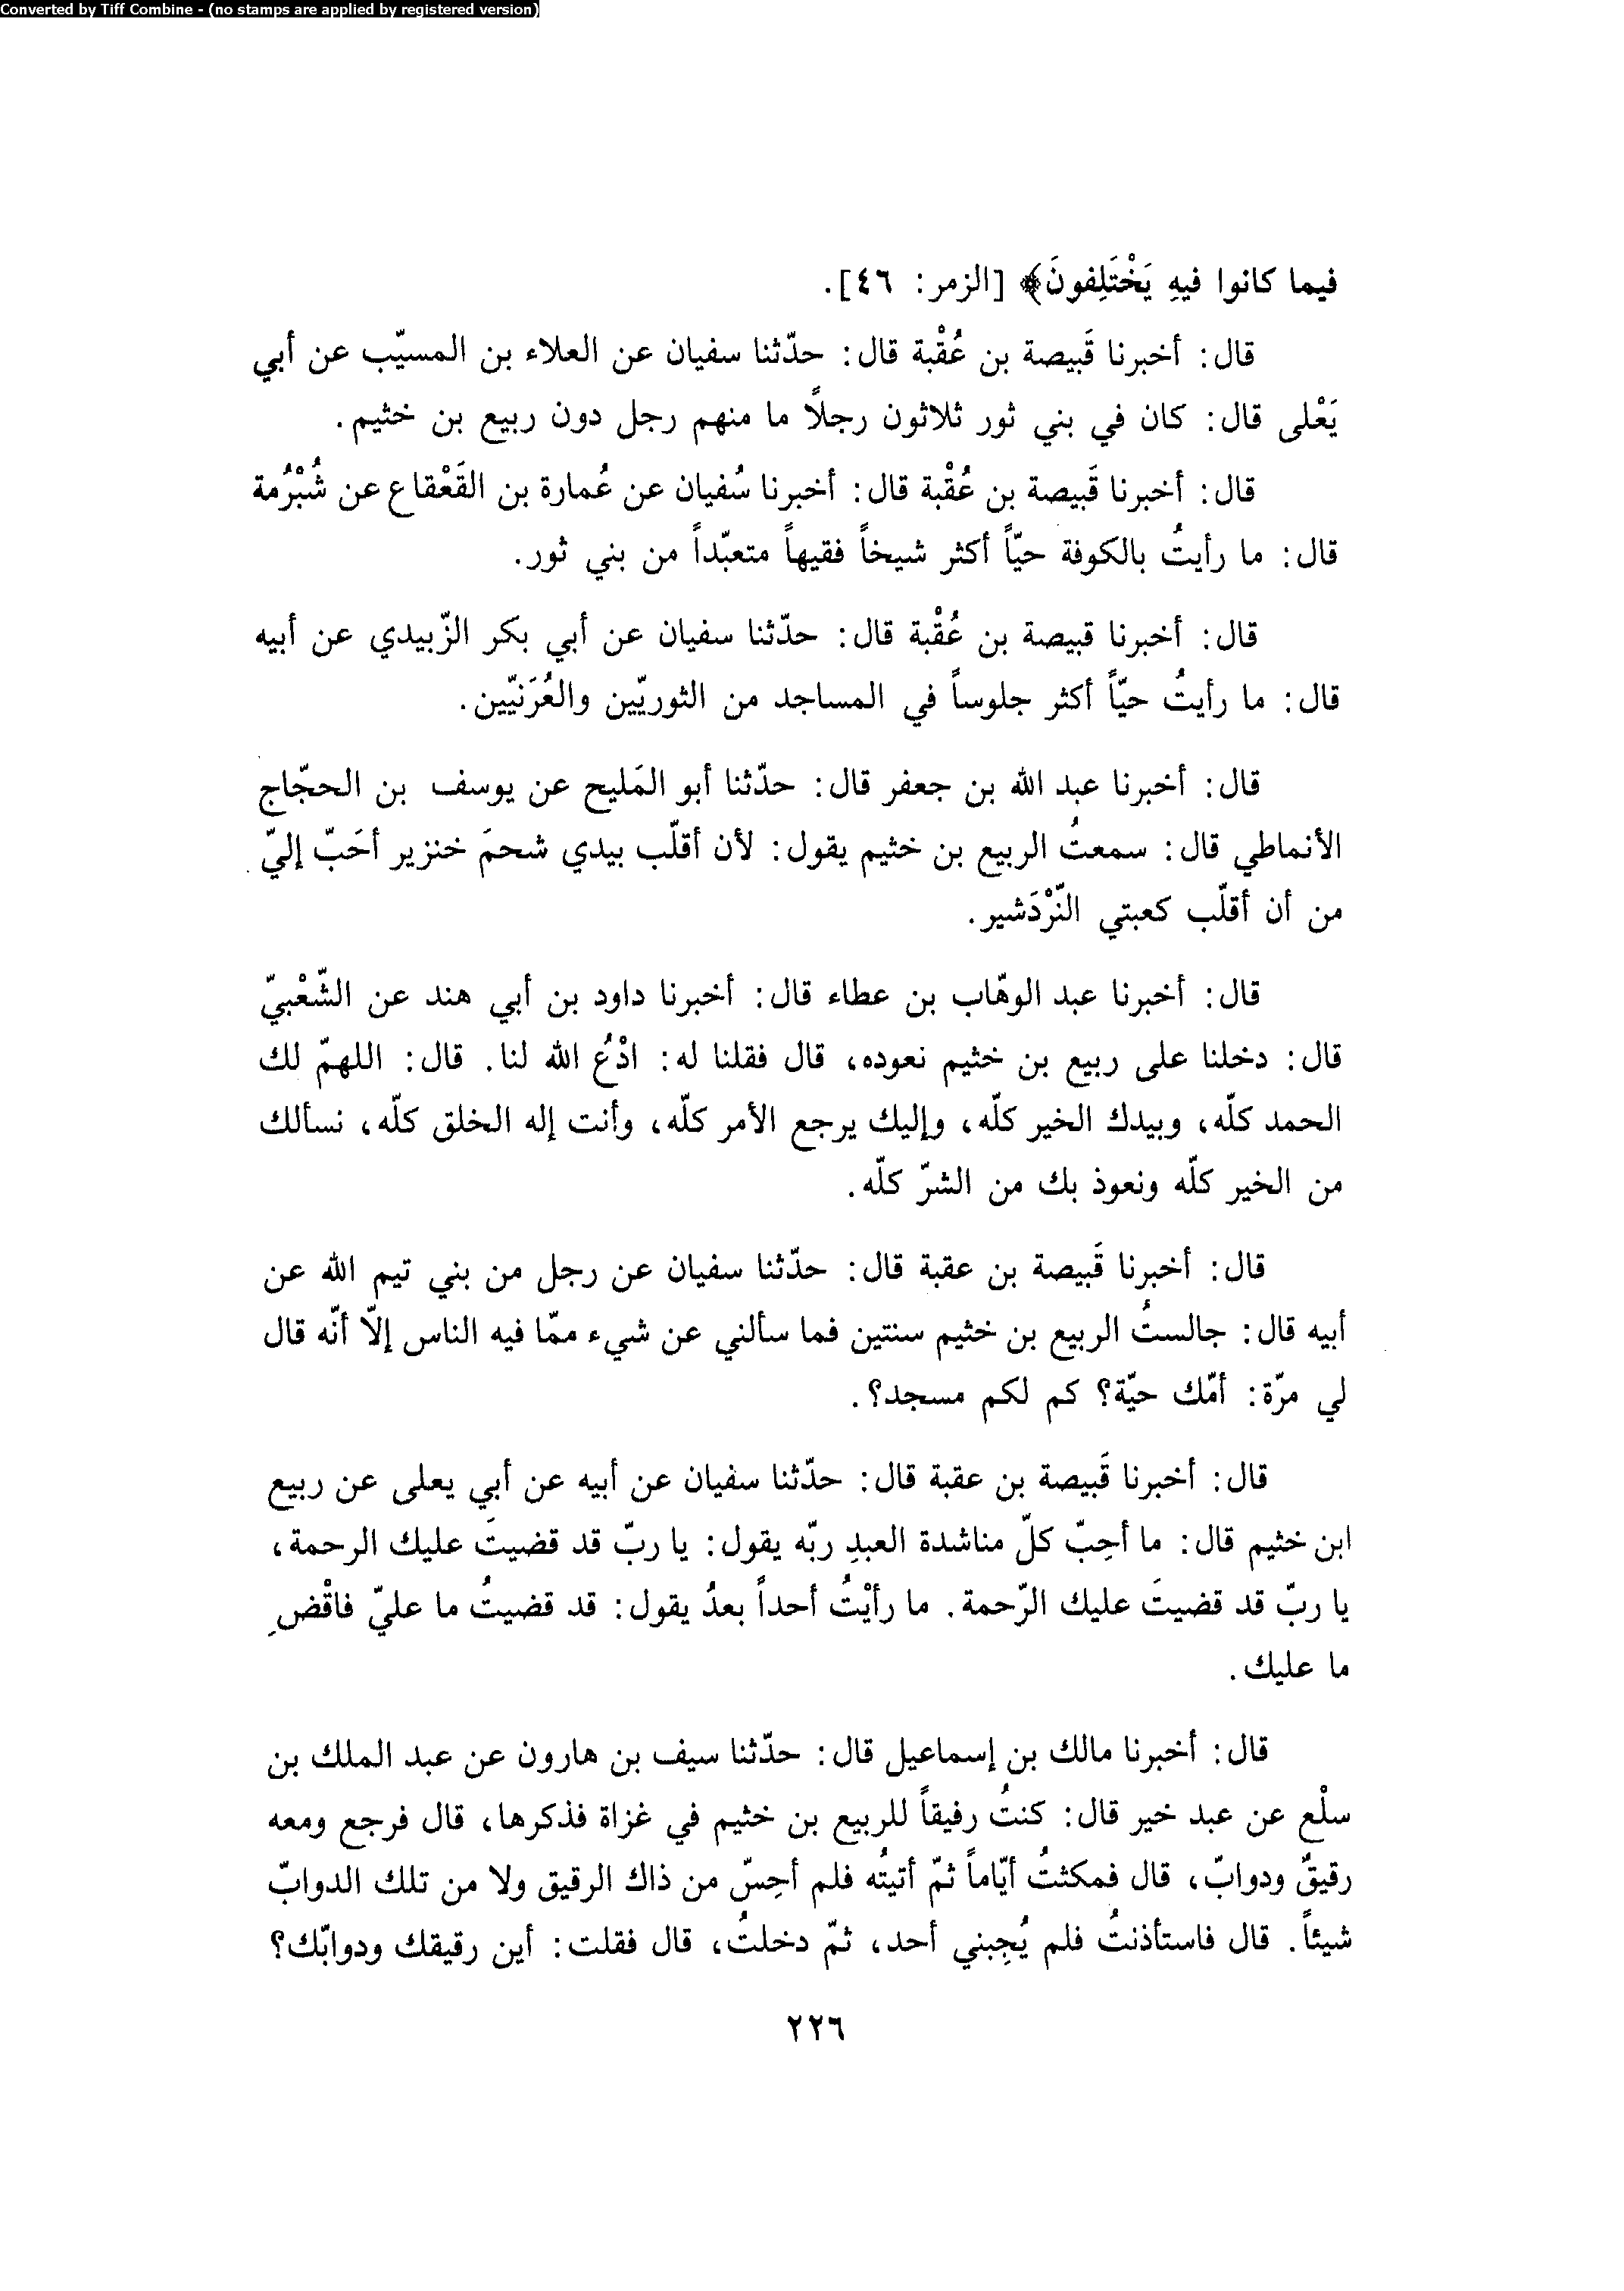 Converted by Tiff Combine - (no stamps are applied by registered version)
فيما كانوا فيهِ يَخْتَلِفونَ﴾ [الزمر: ٤٦].
قال: أخبرنا قَبيصة بن عُقْبة قال: حدّثنا سفيان عن العلاء بن المسيّب عن أبي
يَعْلى قال: كان في بني ثور ثلاثون رجلاً ما منهم رجل دون ربيع بن خثيم.
قال: أخبرنا قَبيصة بن عُقْبة قال: أخبرنا سُفيان عن عُمارة بن القَعْقاع عن شُبْرُمة
قال: ما رأيتُ بالكوفة حيّاً أكثر شيخاً فقيهاً متعبّداً من بني ثور.
قال: أخبرنا قبيصة بن عُقْبة قال: حدّثنا سفيان عن أبي بكر الزّبيدي عن أبيه
قال: ما رأيتُ حيّاً أكثر جلوساً في المساجد من الثوريّين والعُرَنيّين.
قال: أخبرنا عبد الله بن جعفر قال: حدّثنا أبو المَليح عن يوسف بن الحجّاج
الأنماطي قال: سمعتُ الربيع بن خثيم يقول: لأن أقلّب بيدي شحمَ خنزير أحَبّ إليّ
من أن أقلّب كعبتي النّرْدَشير.
قال: أخبرنا عبد الوهّاب بن عطاء قال: أخبرنا داود بن أبي هند عن الشّعْبيّ
قال: دخلنا على ربيع بن خثيم نعوده، قال فقلنا له: ادْعُ الله لنا. قال: اللهمّ لك
الحمد كلّه، وبيدك الخير كلّه، وإليك يرجع الأمر كلّه، وأنت إله الخلق كلّه، نسألك
من الخير كلّه ونعوذ بك من الشرّ كلّه.
قال: أخبرنا قَبيصة بن عقبة قال: حدّثنا سفيان عن رجل من بني تيم الله عن
أبيه قال: جالستُ الربيع بن خثيم سنتين فما سألني عن شيء ممّا فيه الناس إلاّ أنّه قال
لي مرّة: أمّك حيّة؟ كم لكم مسجد؟.
قال: أخبرنا قَبيصة بن عقبة قال: حدّثنا سفيان عن أبيه عن أبي يعلى عن ربيع
ابن خثيم قال: ما أحِبّ كلّ مناشدة العبدِ ربّه يقول: يا ربّ قد قضيتَ عليك الرحمة،
يا ربّ قد قضيتَ عليك الرّحمة. ما رأيْتُ أحداً بعدُ يقول: قد قضيتُ ما عليّ فاقْضِ
ما عليك.
قال: أخبرنا مالك بن إسماعيل قال: حدّثنا سيف بن هارون عن عبد الملك بن
سلْع عن عبد خير قال: كنتُ رفيقاً للربيع بن خثيم في غزاة فذكرها، قال فرجع ومعه
رقيقٌ ودوابّ، قال فمكثتُ أيّاماً ثمّ أتيتُه فلم أحِسّ من ذاك الرقيق ولا من تلك الدوابّ
شيئاً. قال فاستأذنتُ فلم يُجِبني أحد، ثمّ دخلتُ، قال فقلت: أين رقيقك ودوابّك؟
٢٢٦